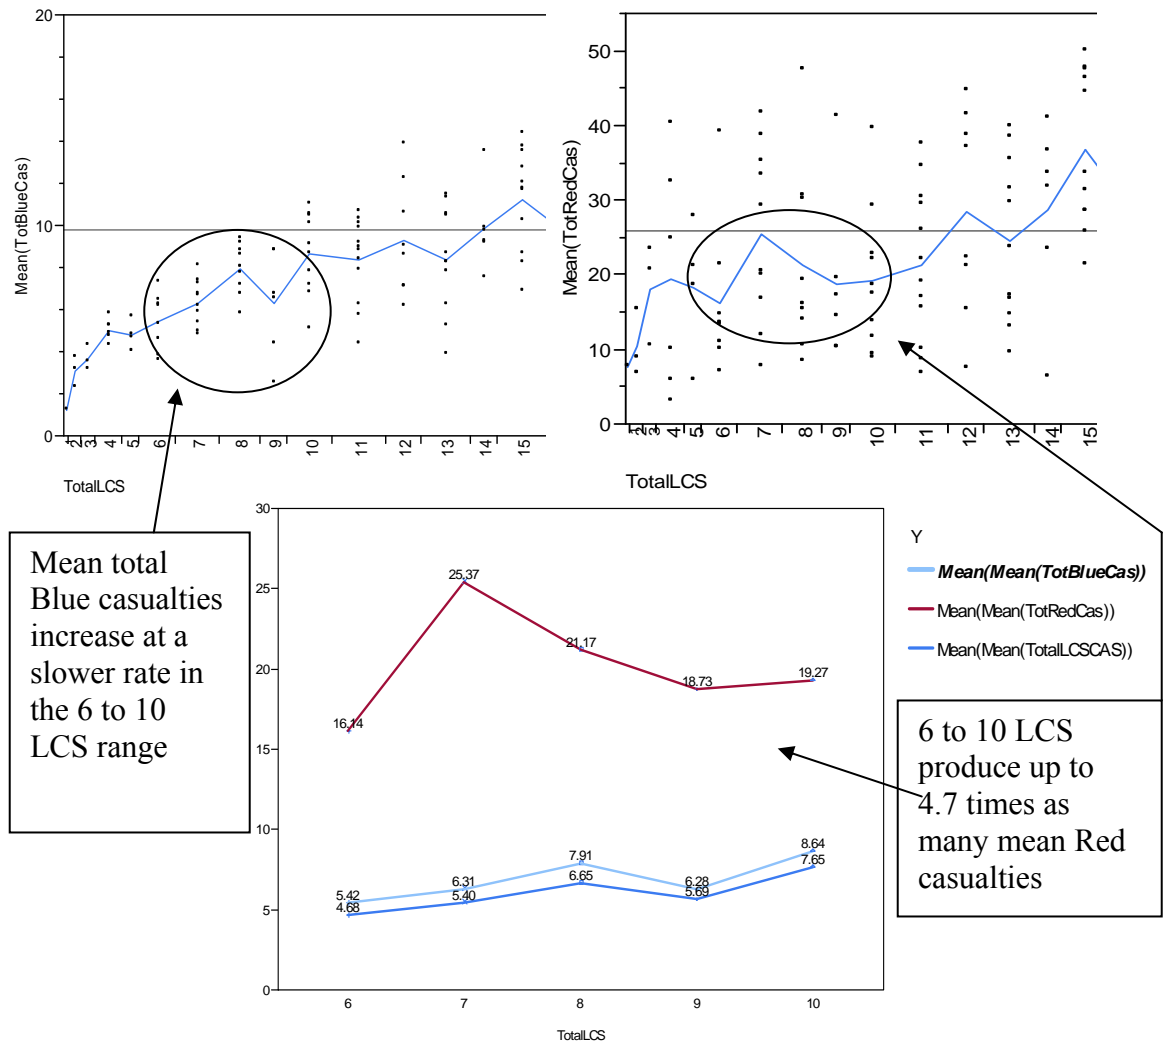 20
10
0
Mean(TotBlueCas)
2 3 4 5 6 7 8 9 10 11 12 13 14 15
TotalLCS
50
40
30
20
10
0
Mean(TotRedCas)
2 3 4 5 6 7 8 9 10 11 12 13 14 15
TotalLCS
Mean total
Blue casualties
increase at a
slower rate in
the 6 to 10
LCS range
30
25
20
15
10
5
0
16.14
25.37
21.17
18.73
19.27
5.42
6.31
7.91
6.28
8.64
4.68
5.40
6.65
5.69
7.65
6 7 8 9 10
TotalLCS
Y
Mean(Mean(TotBlueCas))
Mean(Mean(TotRedCas))
Mean(Mean(TotalLCSCAS))
6 to 10 LCS
produce up to
4.7 times as
many mean Red
casualties